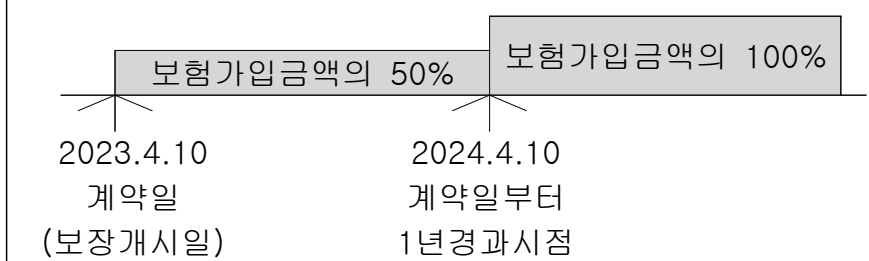 보험가입금액의 50%
보험가입금액의 100%
2023.4.10
계약일
(보장개시일)
2024.4.10
계약일부터
1년경과시점